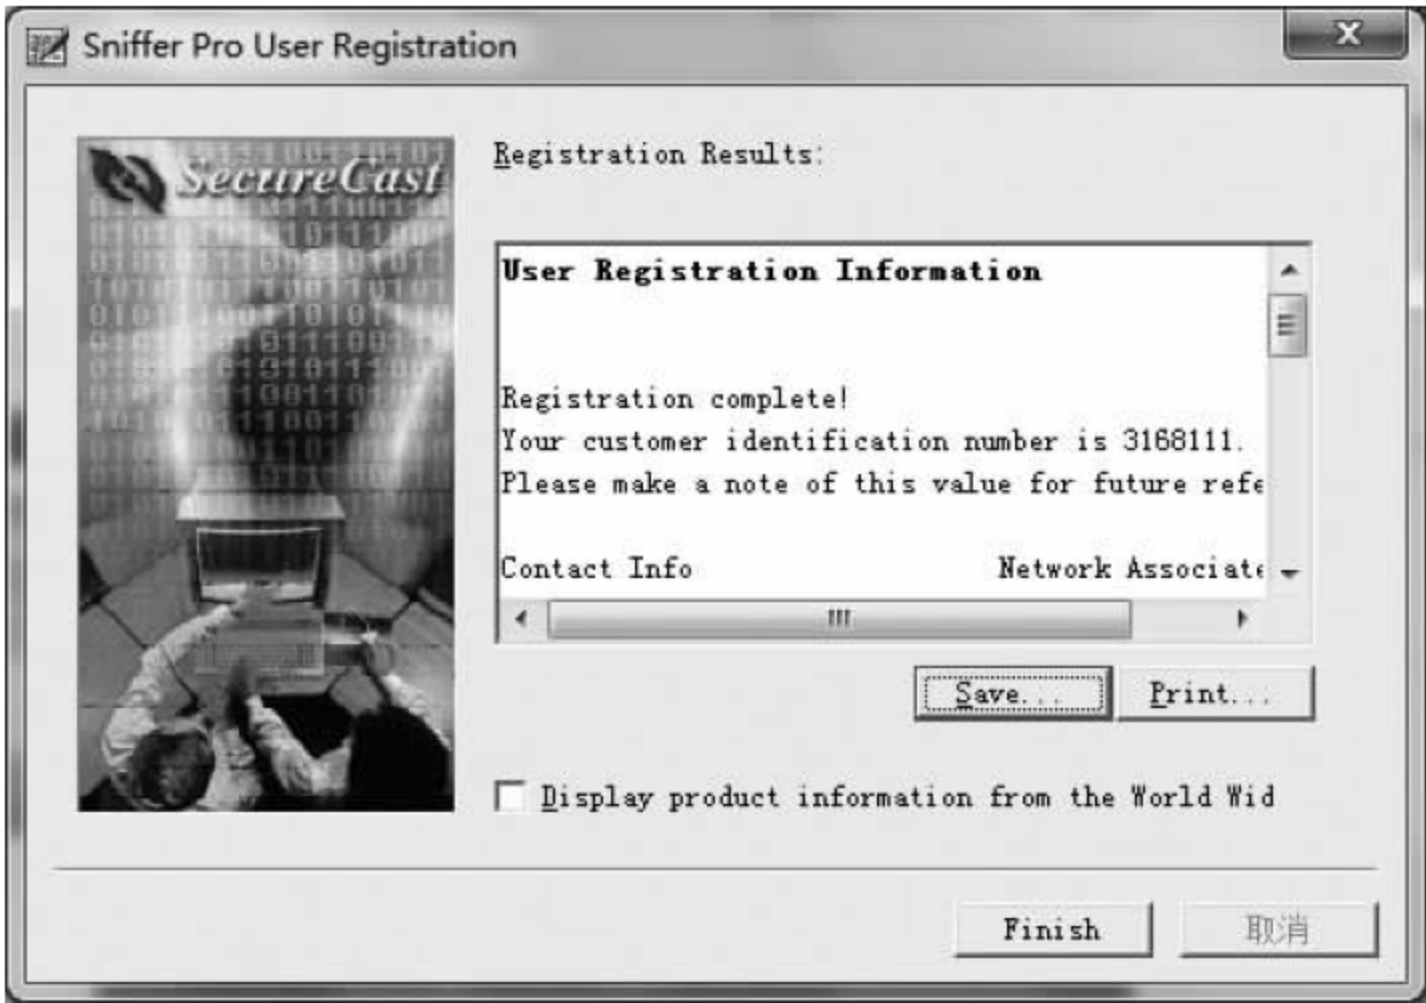 Sniffer Pro User Registration
SecureCast
Registration Results:
User Registration Information
Registration complete!
Your customer identification number is 3168111.
Please make a note of this value for future refe
Contact Info Network Associate
Save... Print...
Display product information from the World Wid
Finish 取消